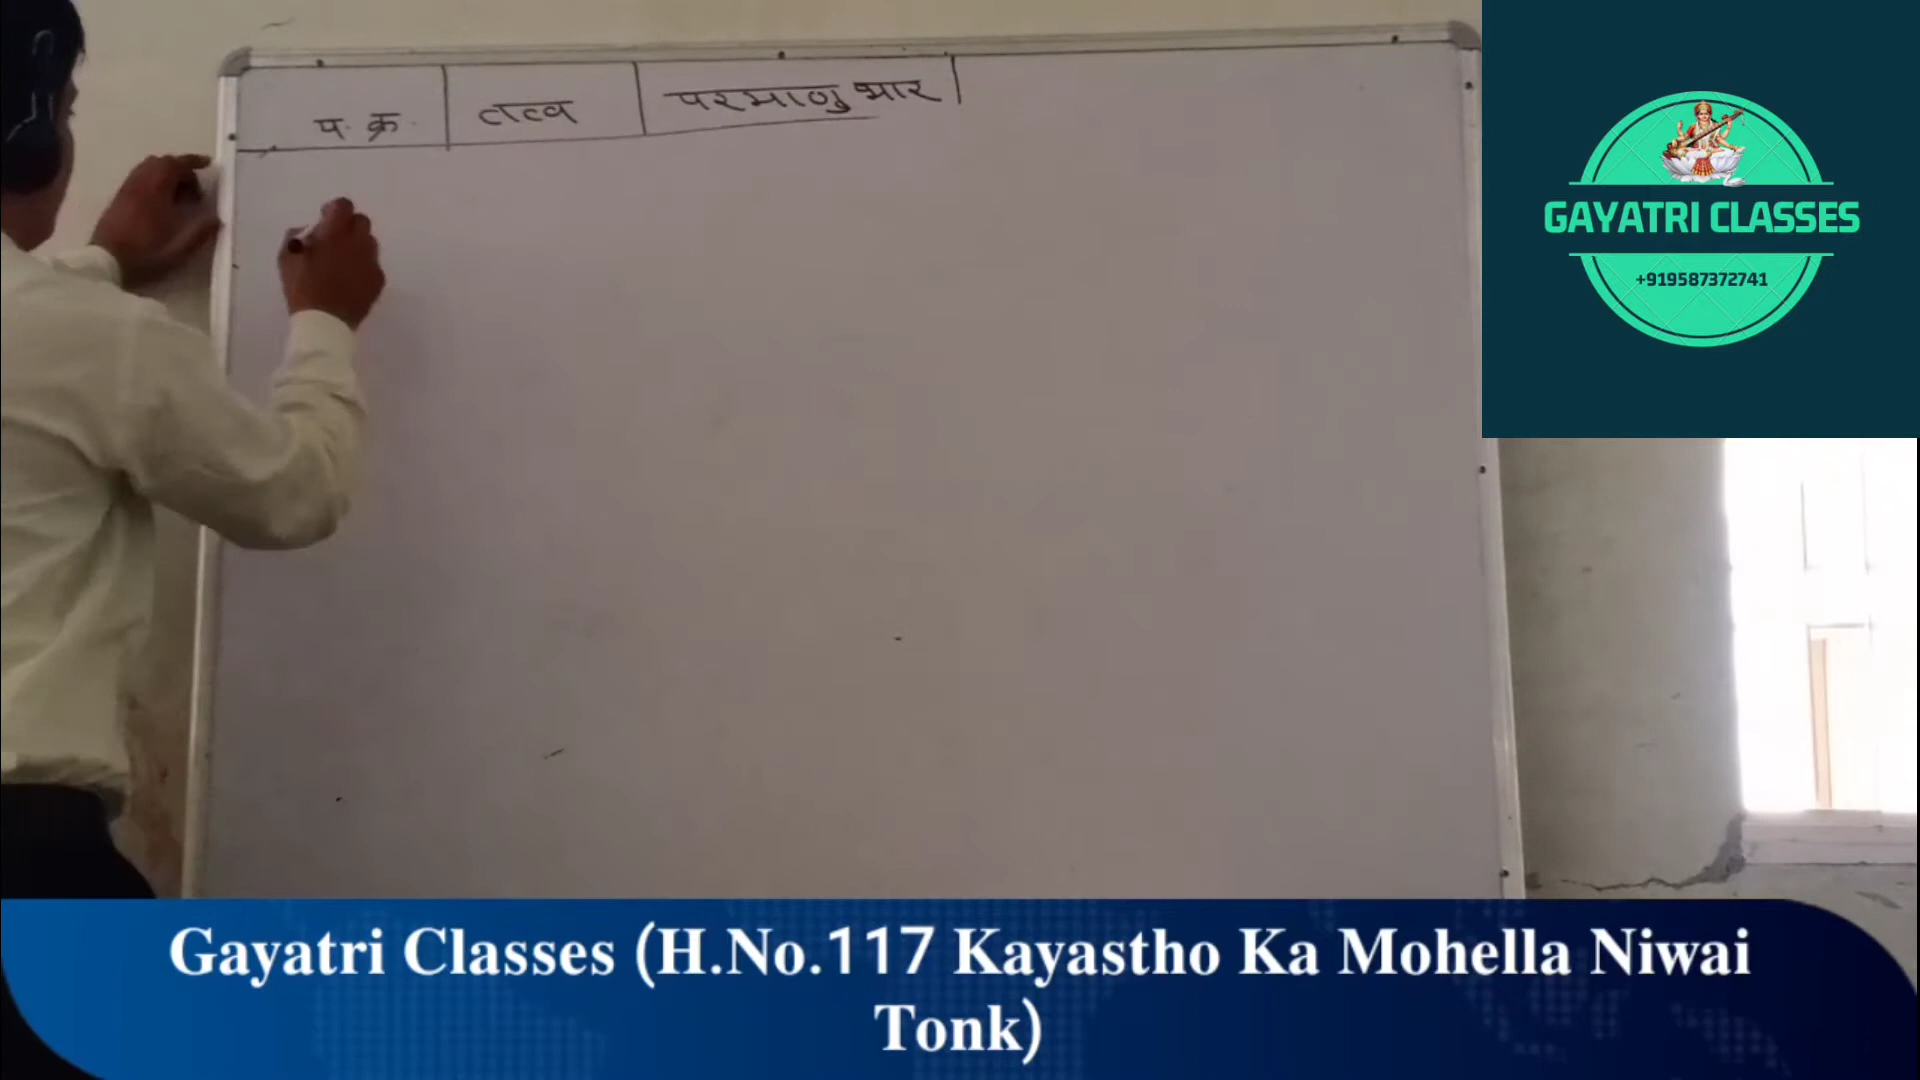 प. क्र. तत्व परमाणु भार
GAYATRI CLASSES
+919587372741
Gayatri Classes (H.No.117 Kayastho Ka Mohella Niwai
Tonk)